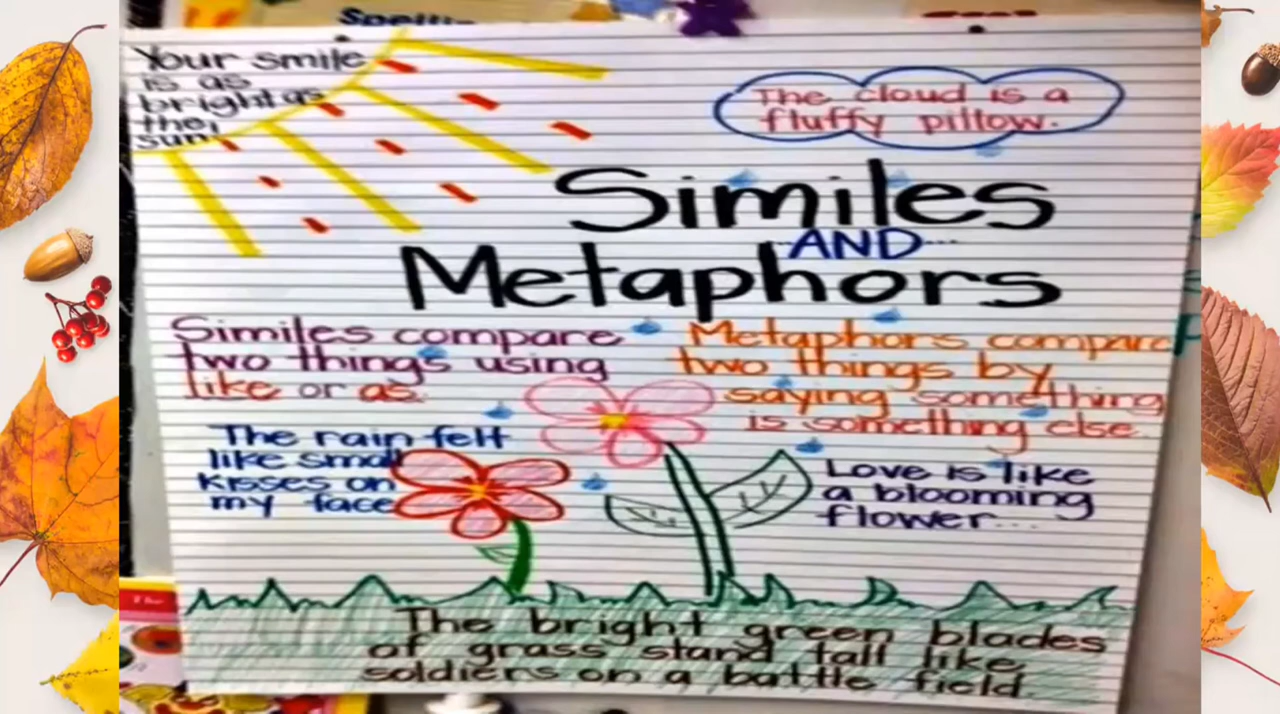 Your smile
is as
bright as
the
sun
The cloud is a
fluffy pillow.
Similes
AND...
Metaphors
Similes compare
two things using
like or as.
Metaphors compare
two things by
saying something
is something else
The rain felt
like small
kisses on
my face
Love is like
a blooming
flower...
The bright green blades
of grass stand tall like
soldiers on a battle field.